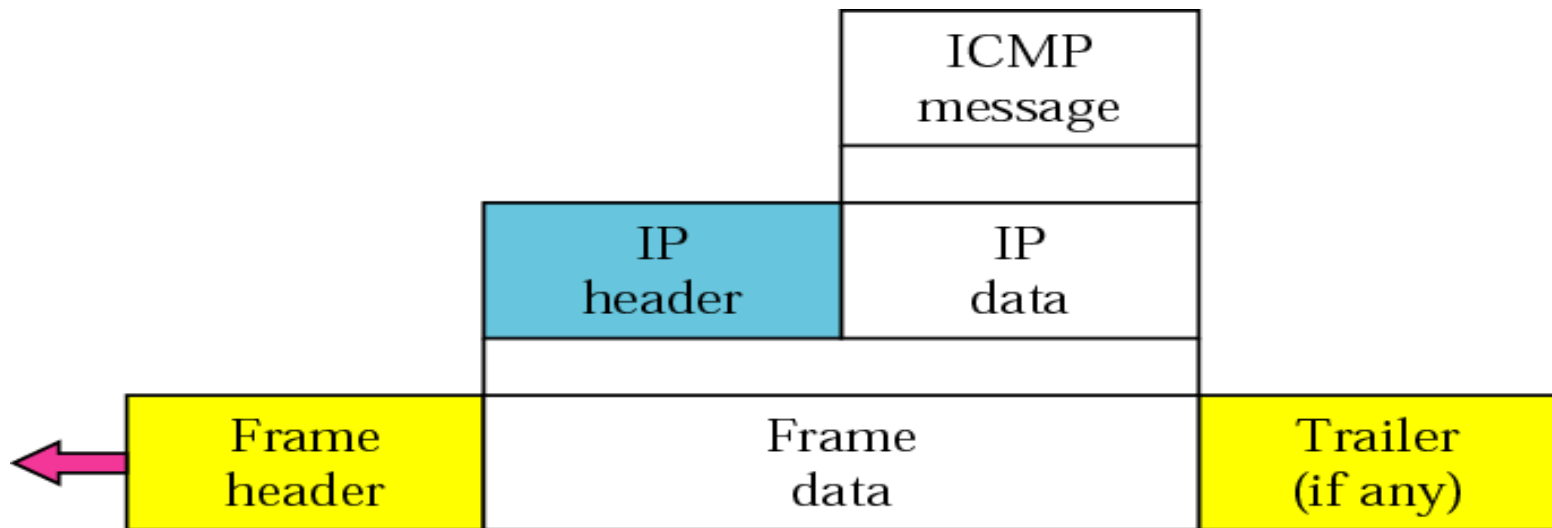 ICMP
message
IP
header
IP
data
Frame
header
Frame
data
Trailer
(if any)